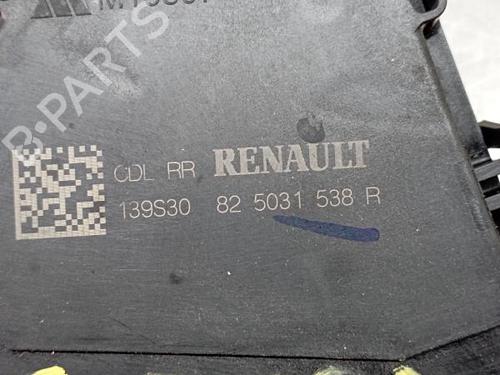 B-PARTS
CDL RR RENAULT
139S30 82 5031 538 R